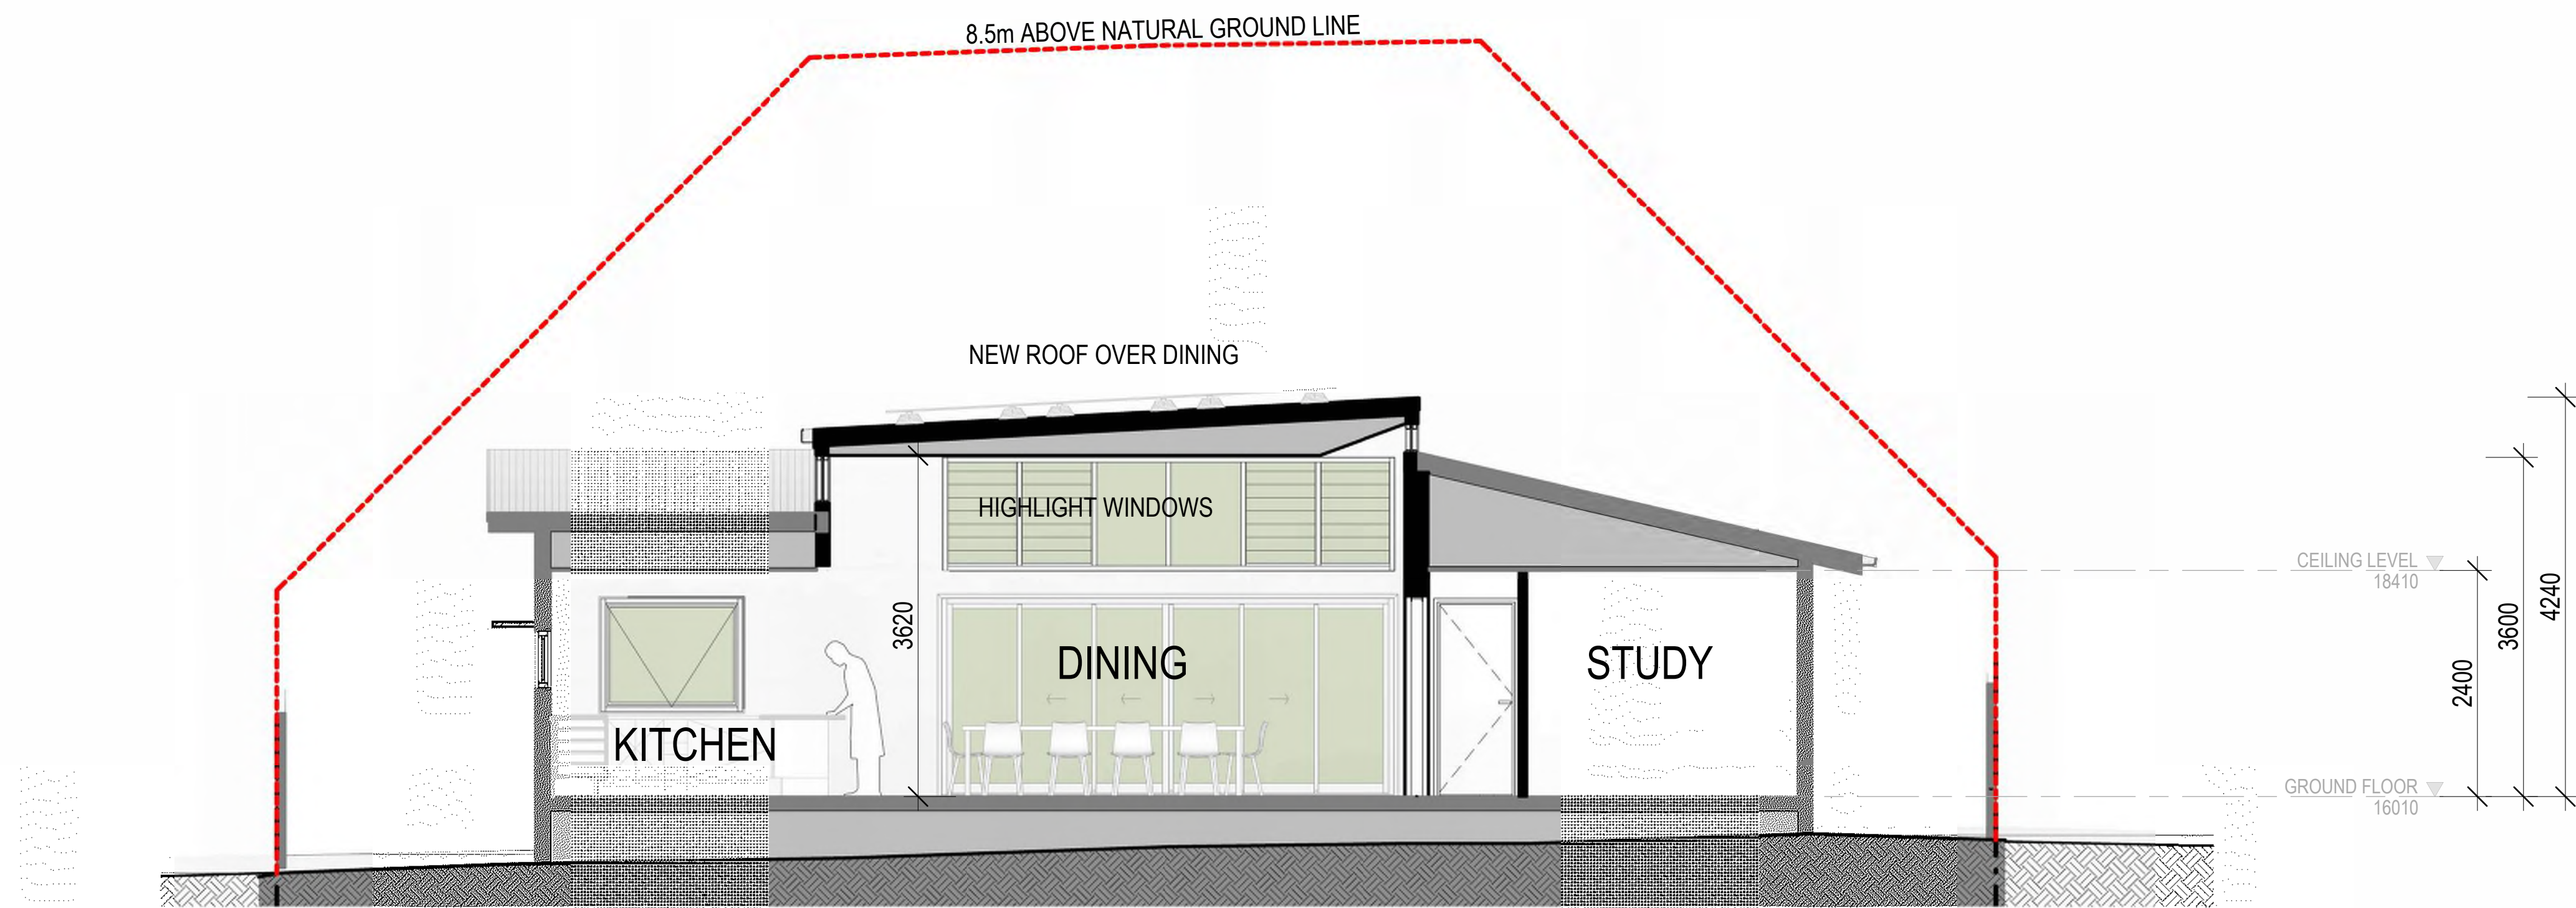 8.5m ABOVE NATURAL GROUND LINE
NEW ROOF OVER DINING
HIGHLIGHT WINDOWS
CEILING LEVEL
18410
3620
DINING
STUDY
KITCHEN
2400
3600
4240
GROUND FLOOR
16010